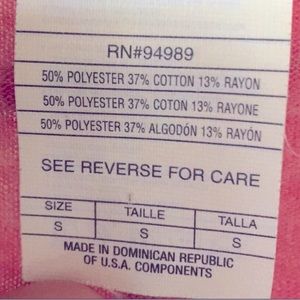 RN#94989
50% POLYESTER 37% COTTON 13% RAYON
50% POLYESTER 37% COTON 13% RAYONE
50% POLYESTER 37% ALGODÓN 13% RAYÓN
SEE REVERSE FOR CARE
SIZE TAILLE TALLA
S S S
MADE IN DOMINICAN REPUBLIC
OF U.S.A. COMPONENTS